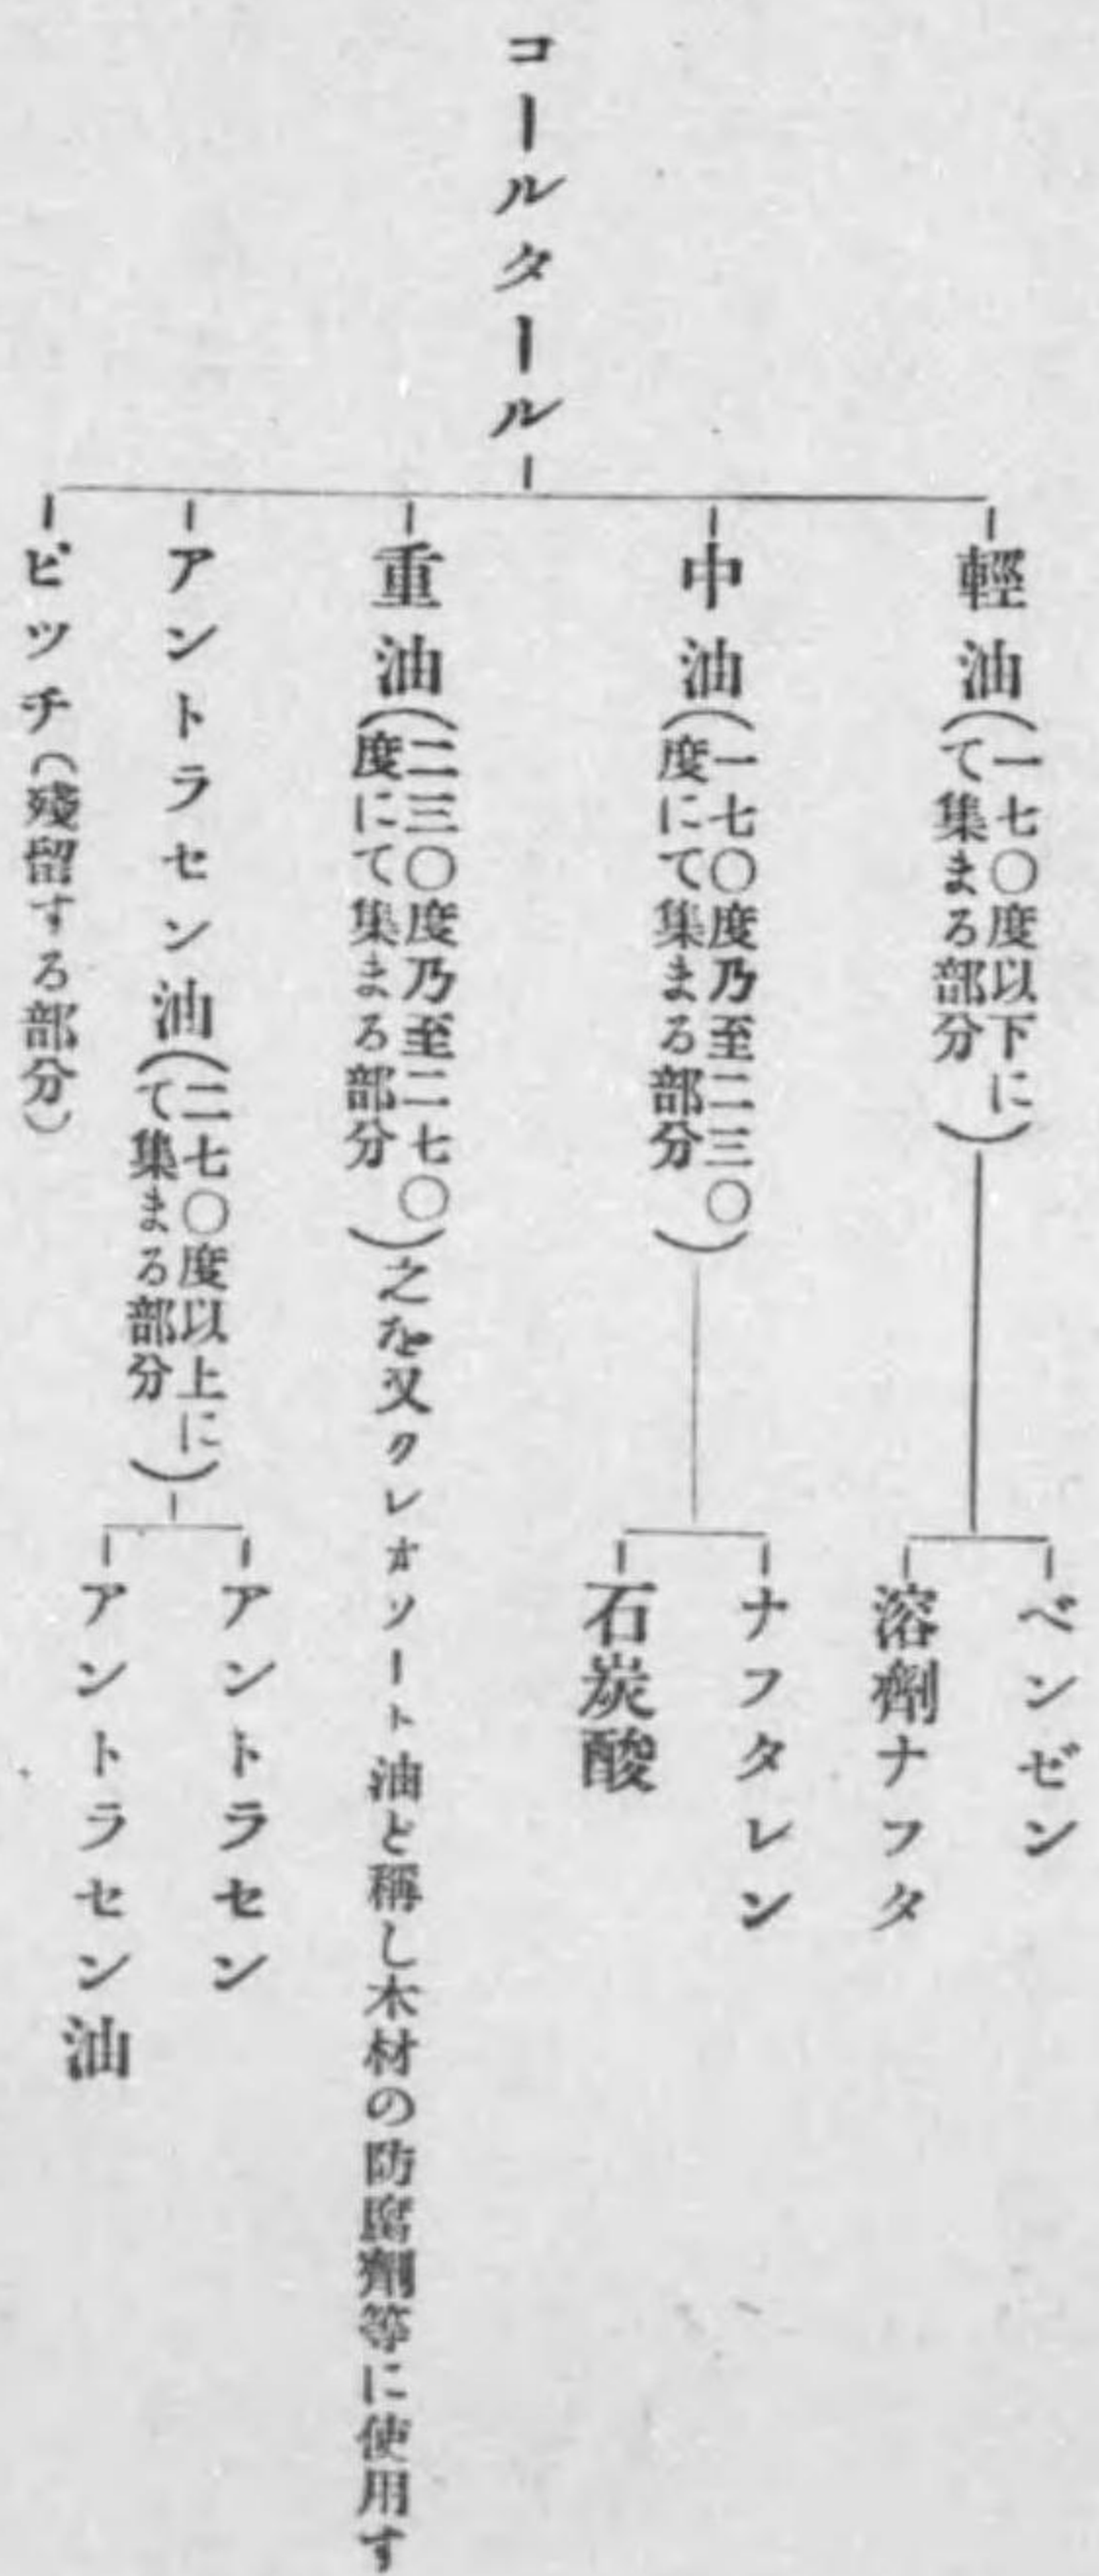 コールタール
輕油(一七〇度以下に
て集まる部分)
ベンゼン
溶劑ナフタ
中油(一七〇度乃至二三〇
度にて集まる部分)
ナフタレン
石炭酸
重油(二三〇度乃至二七〇
度にて集まる部分)之を又クレオソート油と稱し木材の防腐劑等に使用す
アントラセン油(二七〇度以上に
て集まる部分)
アントラセン
アントラセン油
ピツチ(殘留する部分)